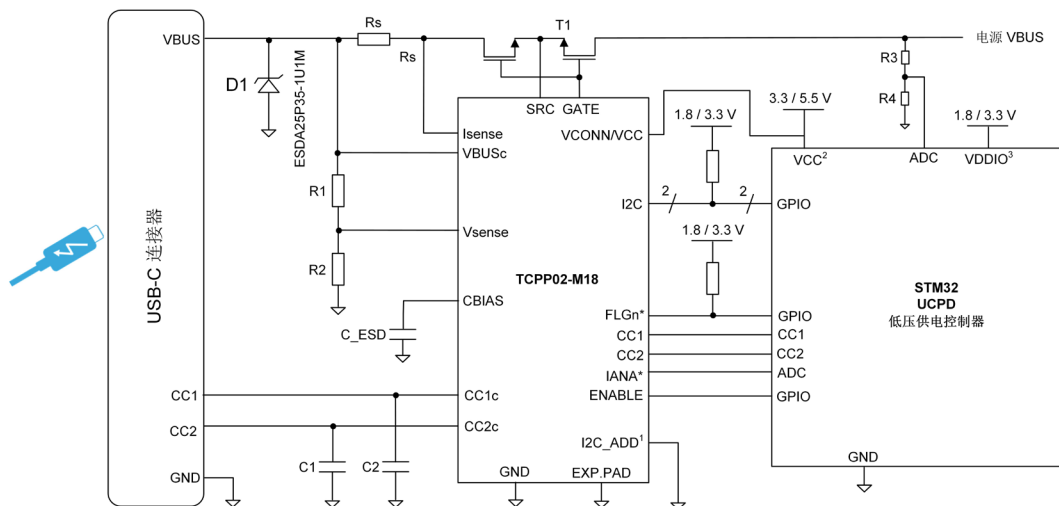 VBUS
Rs
Rs
T1
电源 VBUS
D1
ESDA25P35-1U1M
R3
R4
SRC GATE
3.3 / 5.5 V
1.8 / 3.3 V
1.8 / 3.3 V
Isense
VCONN/VCC
VBUSc
VCC²
ADC
VDDIO³
R1
2
2
I2C
GPIO
Vsense
1.8 / 3.3 V
R2
USB-C 连接器
TCPP02-M18
STM32
UCPD
低压供电控制器
CBIAS
C_ESD
FLGn*
GPIO
CC1
CC1
CC2
CC2
IANA*
ADC
CC1
CC1c
ENABLE
GPIO
CC2
CC2c
I2C_ADD¹
C1
C2
GND
GND
EXP.PAD
GND